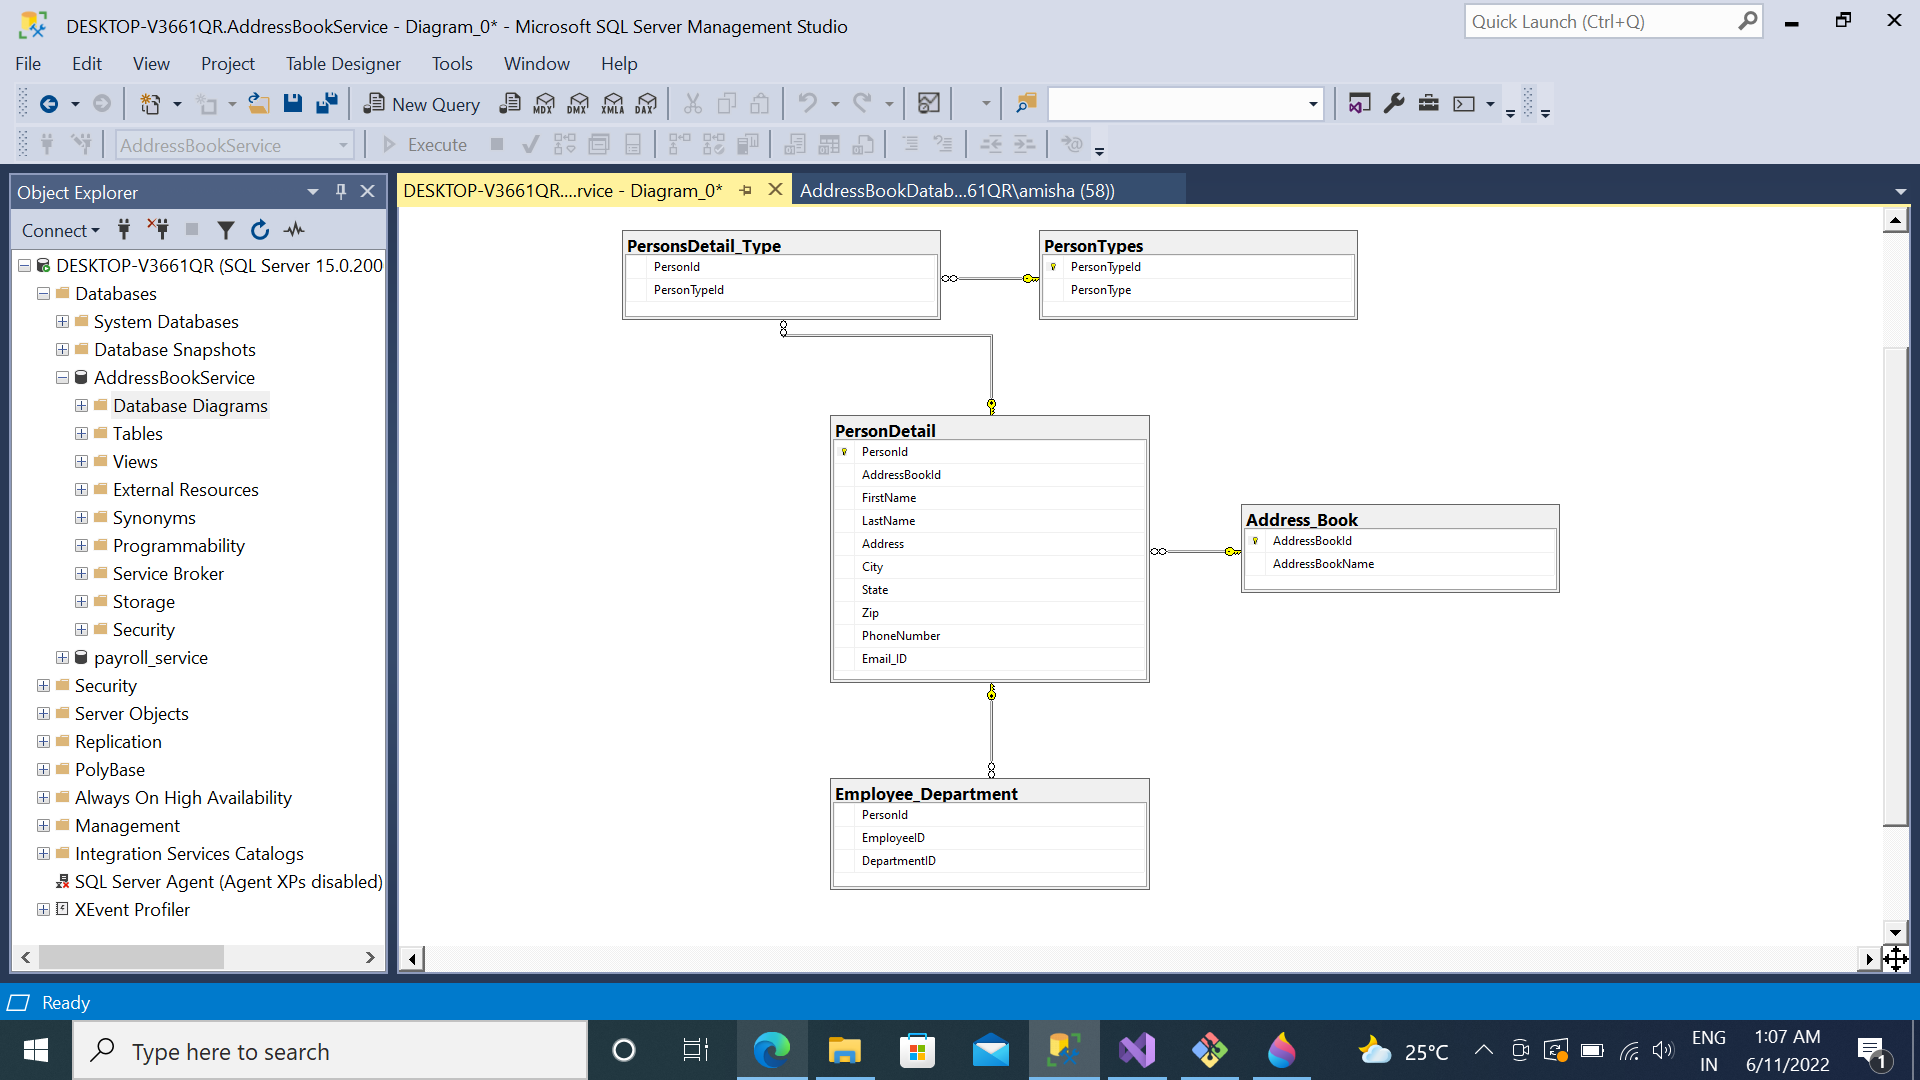 DESKTOP-V3661QR.AddressBookService - Diagram_0* - Microsoft SQL Server Management Studio
Quick Launch (Ctrl+Q)
File Edit View Project Table Designer Tools Window Help
New Query MDX DMX XMLA DAX
AddressBookService Execute
Object Explorer
DESKTOP-V3661QR....rvice - Diagram_0*
AddressBookDatab...61QR\amisha (58))
Connect
DESKTOP-V3661QR (SQL Server 15.0.200
Databases
System Databases
Database Snapshots
AddressBookService
Database Diagrams
Tables
Views
External Resources
Synonyms
Programmability
Service Broker
Storage
Security
payroll_service
Security
Server Objects
Replication
PolyBase
Always On High Availability
Management
Integration Services Catalogs
SQL Server Agent (Agent XPs disabled)
XEvent Profiler
PersonsDetail_Type
PersonId
PersonTypeId
PersonTypes
PersonTypeId
PersonType
PersonDetail
PersonId
AddressBookId
FirstName
LastName
Address
City
State
Zip
PhoneNumber
Email_ID
Address_Book
AddressBookId
AddressBookName
Employee_Department
PersonId
EmployeeID
DepartmentID
Ready
Type here to search
25°C
ENG
IN
1:07 AM
6/11/2022
1